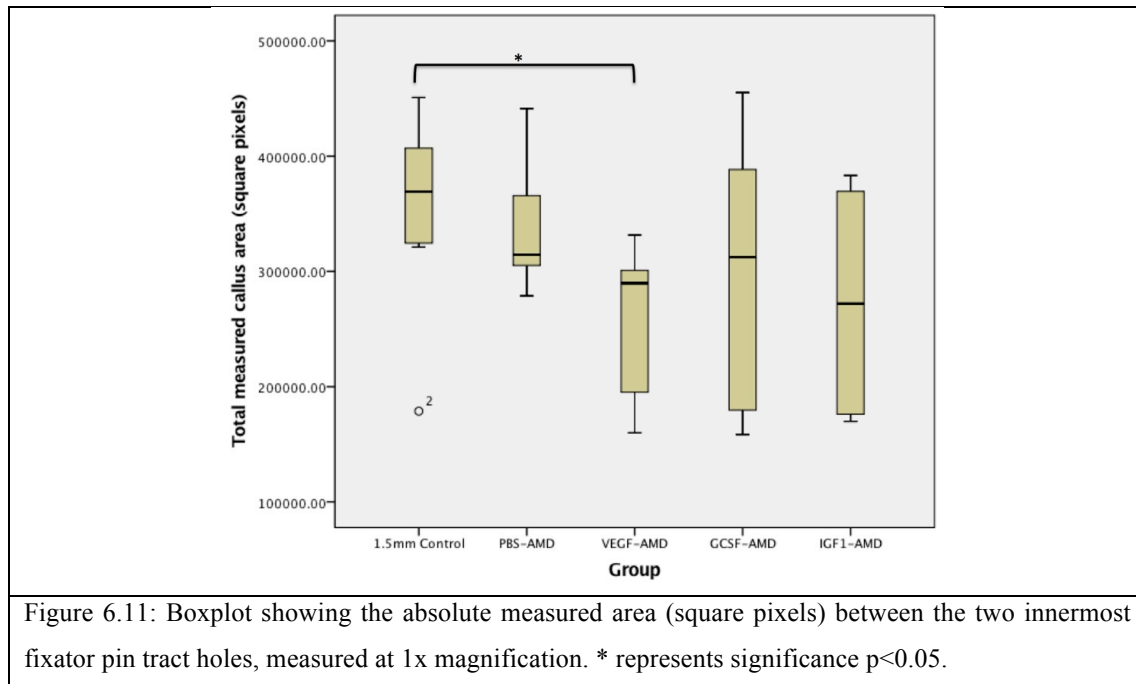 500000.00
*
400000.00
300000.00
200000.00
2
100000.00
Total measured callus area (square pixels)
1.5mm Control PBS-AMD VEGF-AMD GCSF-AMD IGF1-AMD
Group
Figure 6.11: Boxplot showing the absolute measured area (square pixels) between the two innermost
fixator pin tract holes, measured at 1x magnification. * represents significance p<0.05.